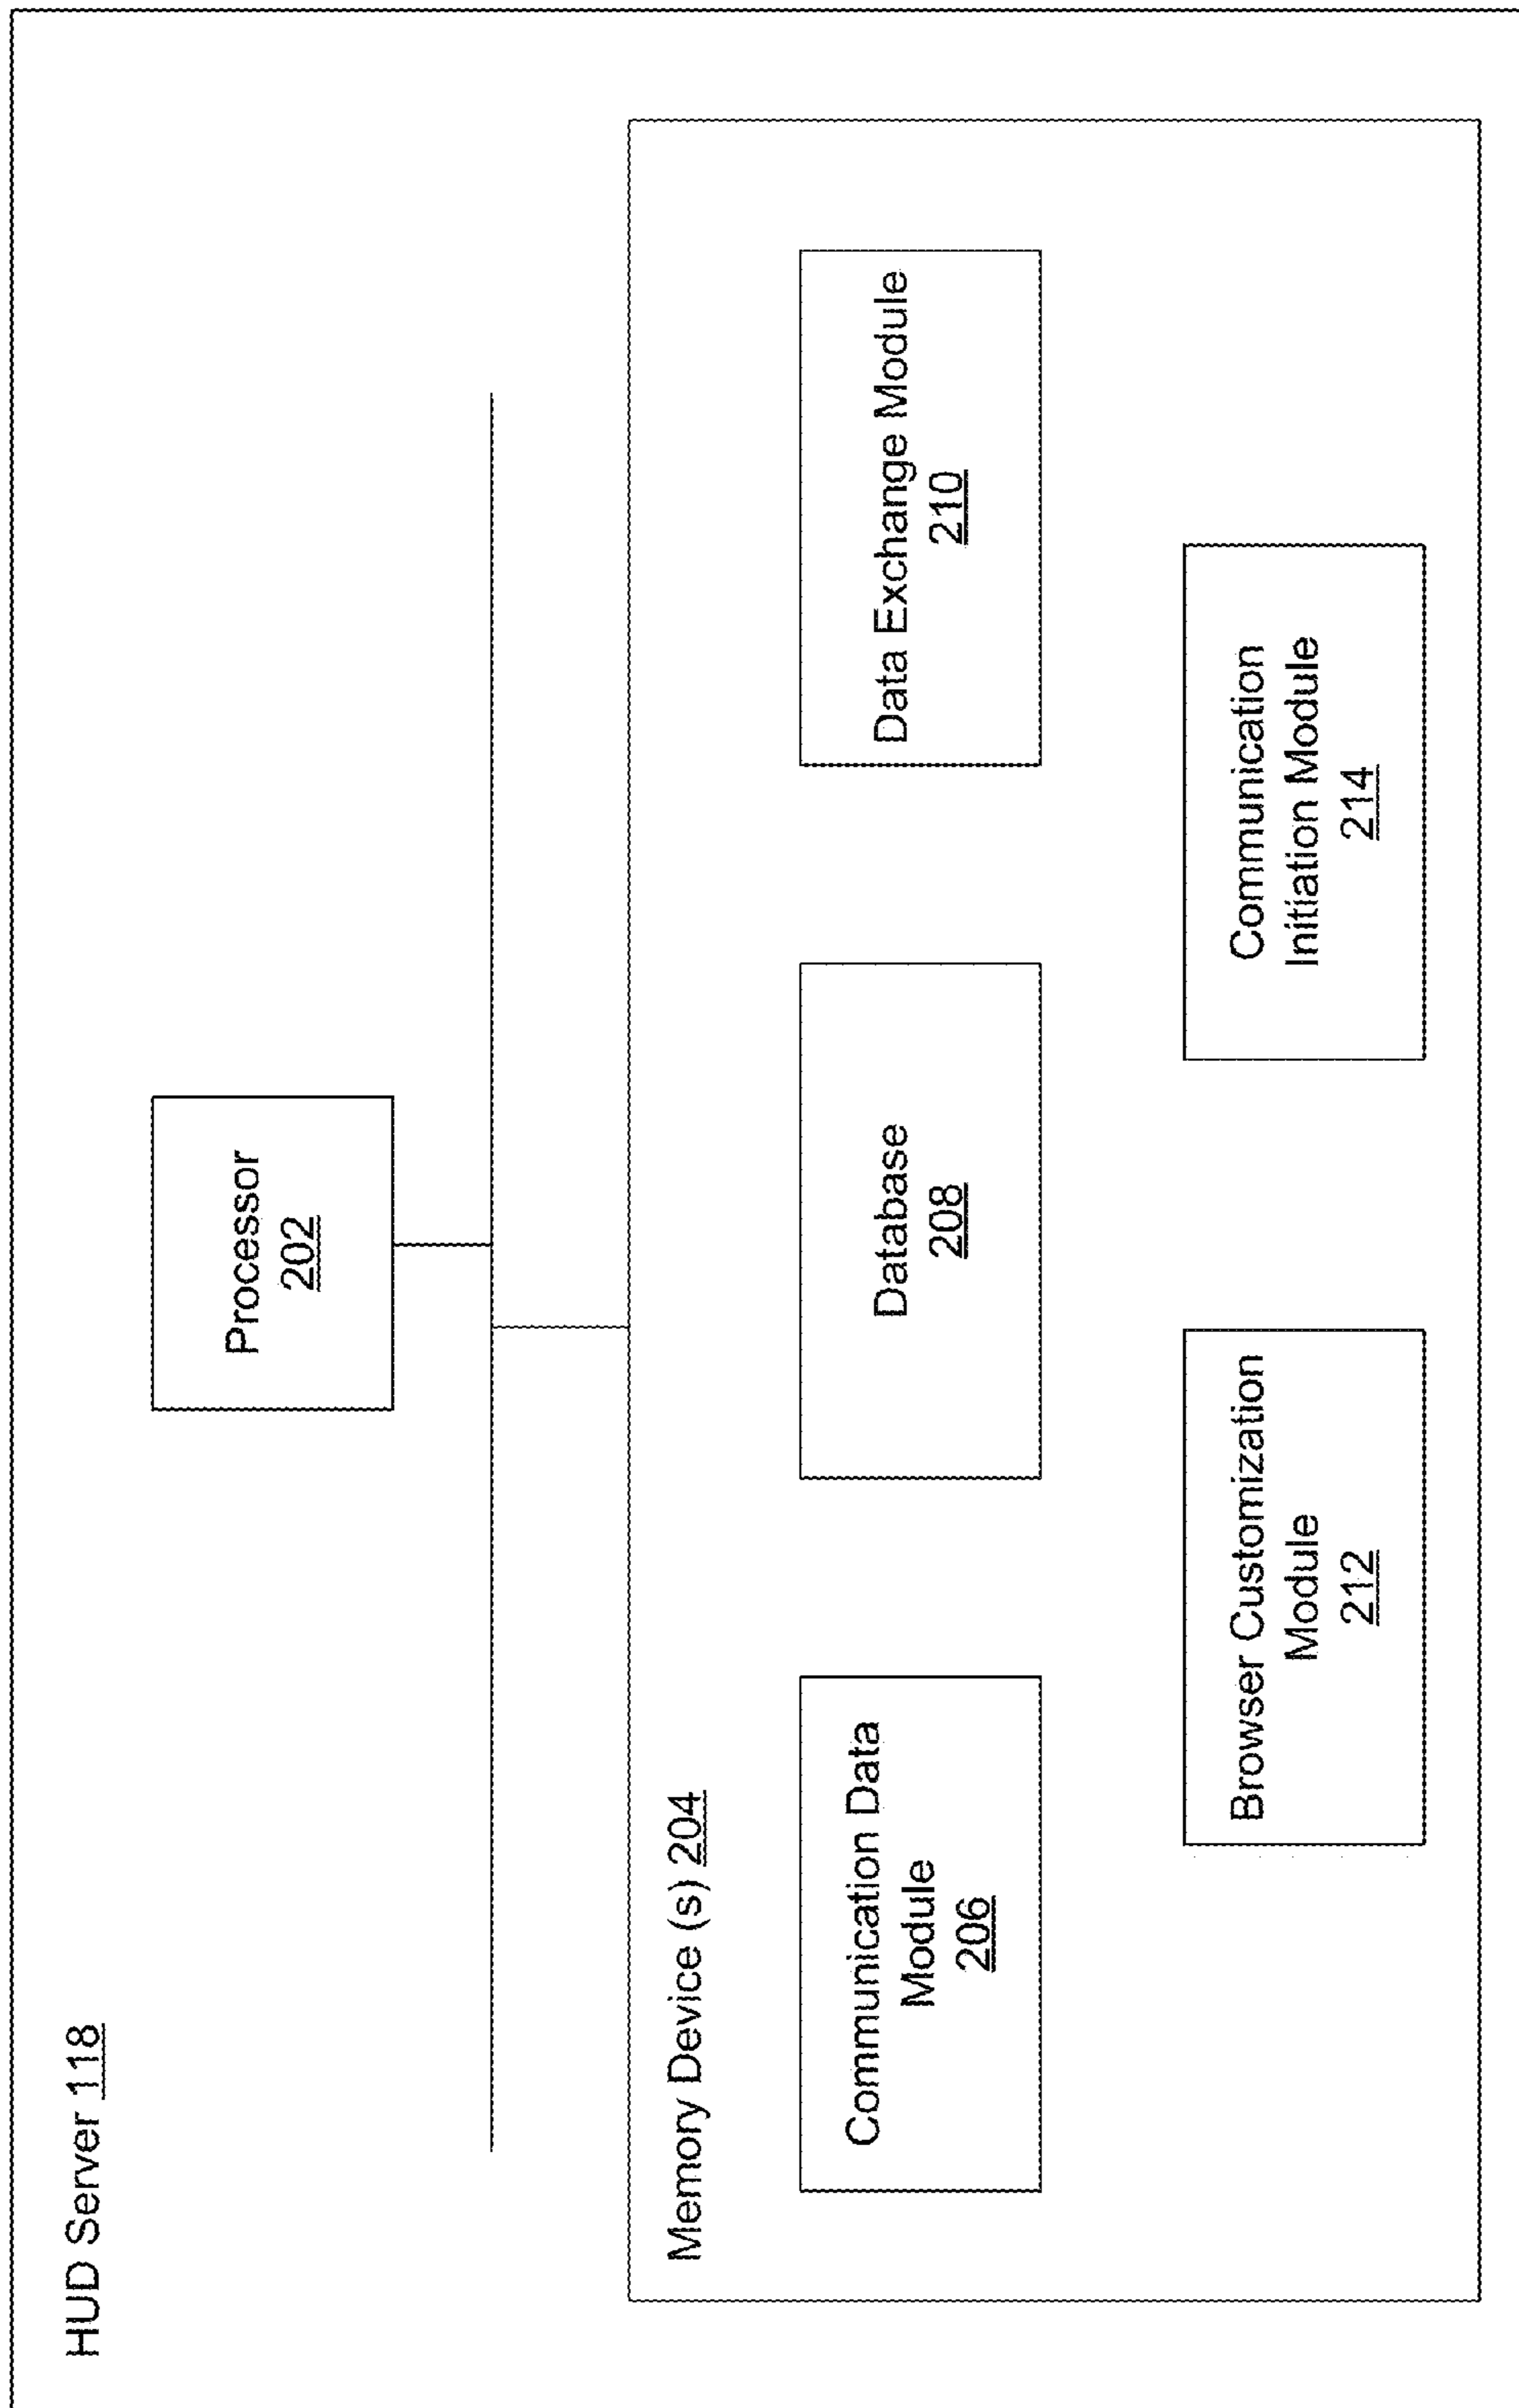 HUD Server 118
Processor
202
Memory Device (s) 204
Communication Data
Module
206
Database
208
Data Exchange Module
210
Browser Customization
Module
212
Communication
Initiation Module
214